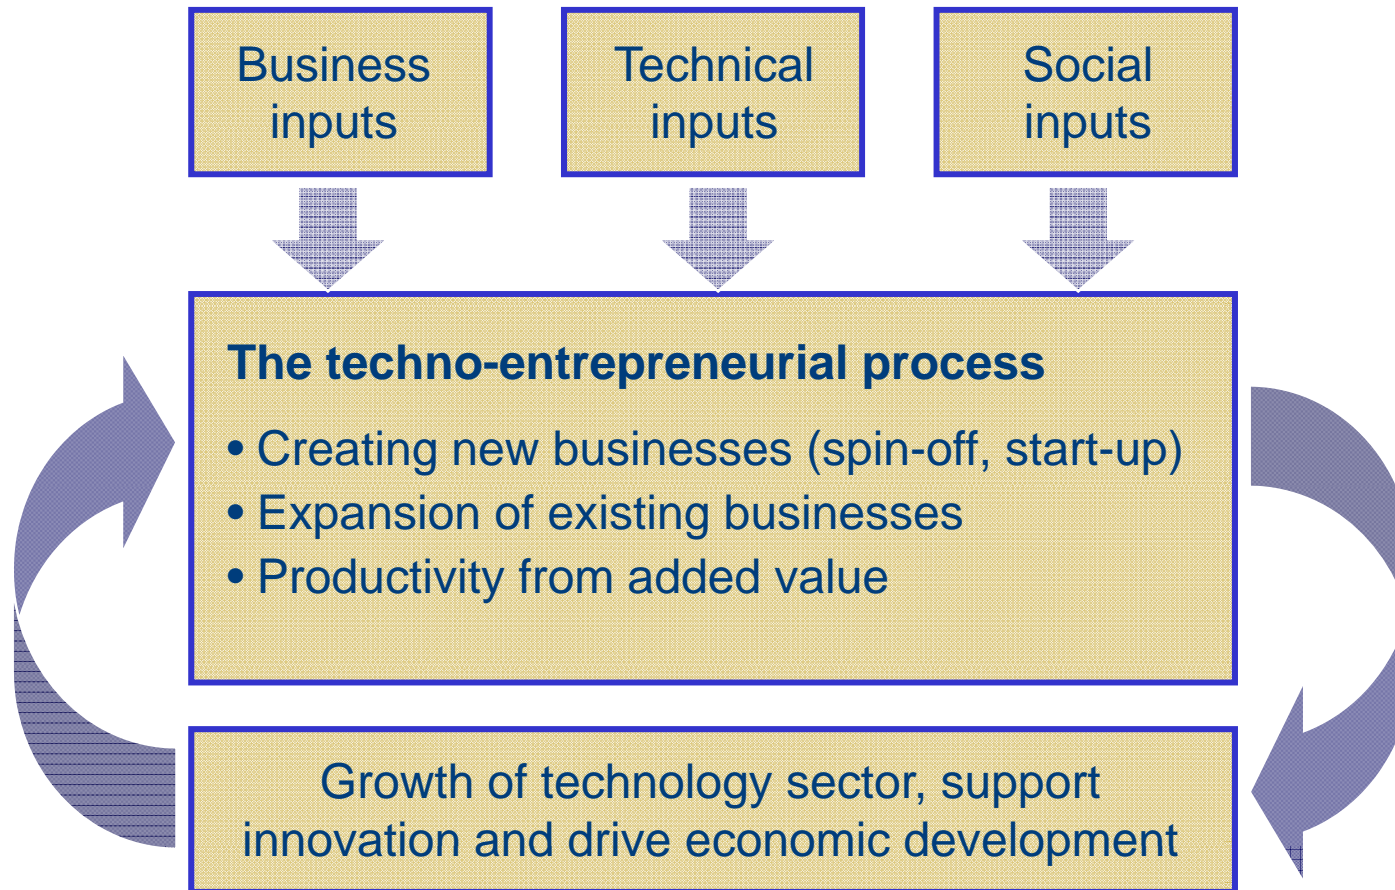 Business
inputs
Technical
inputs
Social
inputs
The techno-entrepreneurial process
• Creating new businesses (spin-off, start-up)
• Expansion of existing businesses
• Productivity from added value
Growth of technology sector, support
innovation and drive economic development